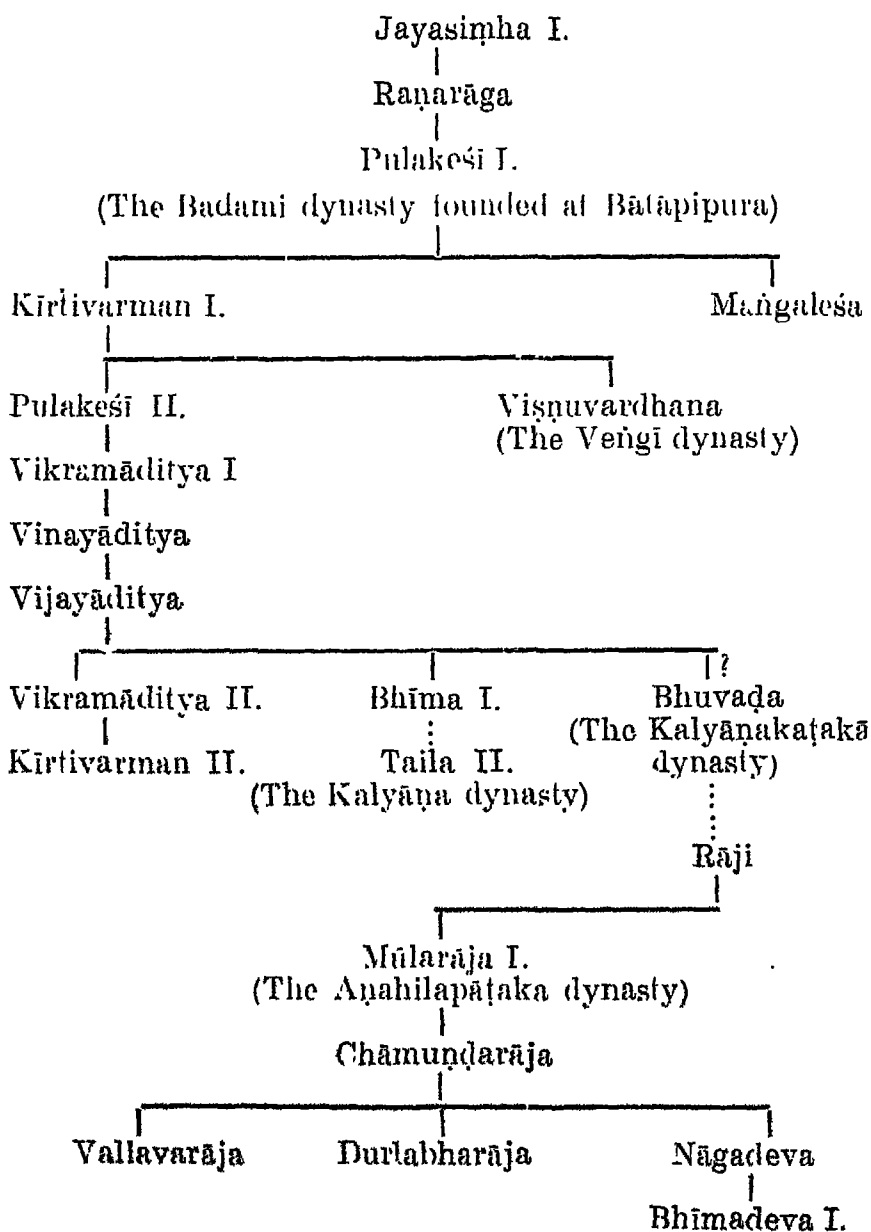 Jayasiṃha I.
Raṇarāga
Pulakeśi I.
(The Badami dynasty founded at Bātāpipura)
Kīrtivarman I. Maṅgaleśa
Pulakeśī II. Viṣṇuvardhana
(The Veṅgī dynasty)
Vikramāditya I
Vinayāditya
Vijayāditya
?
Vikramāditya II. Bhīma I. Bhuvaḍa
(The Kalyāṇakaṭakā
Kīrtivarman II. Taila II. dynasty)
(The Kalyāṇa dynasty)
Rāji
Mūlarāja I.
(The Aṇahilapāṭaka dynasty)
Chāmuṇḍarāja
Vallavarāja Durlabharāja Nāgadeva
Bhīmadeva I.